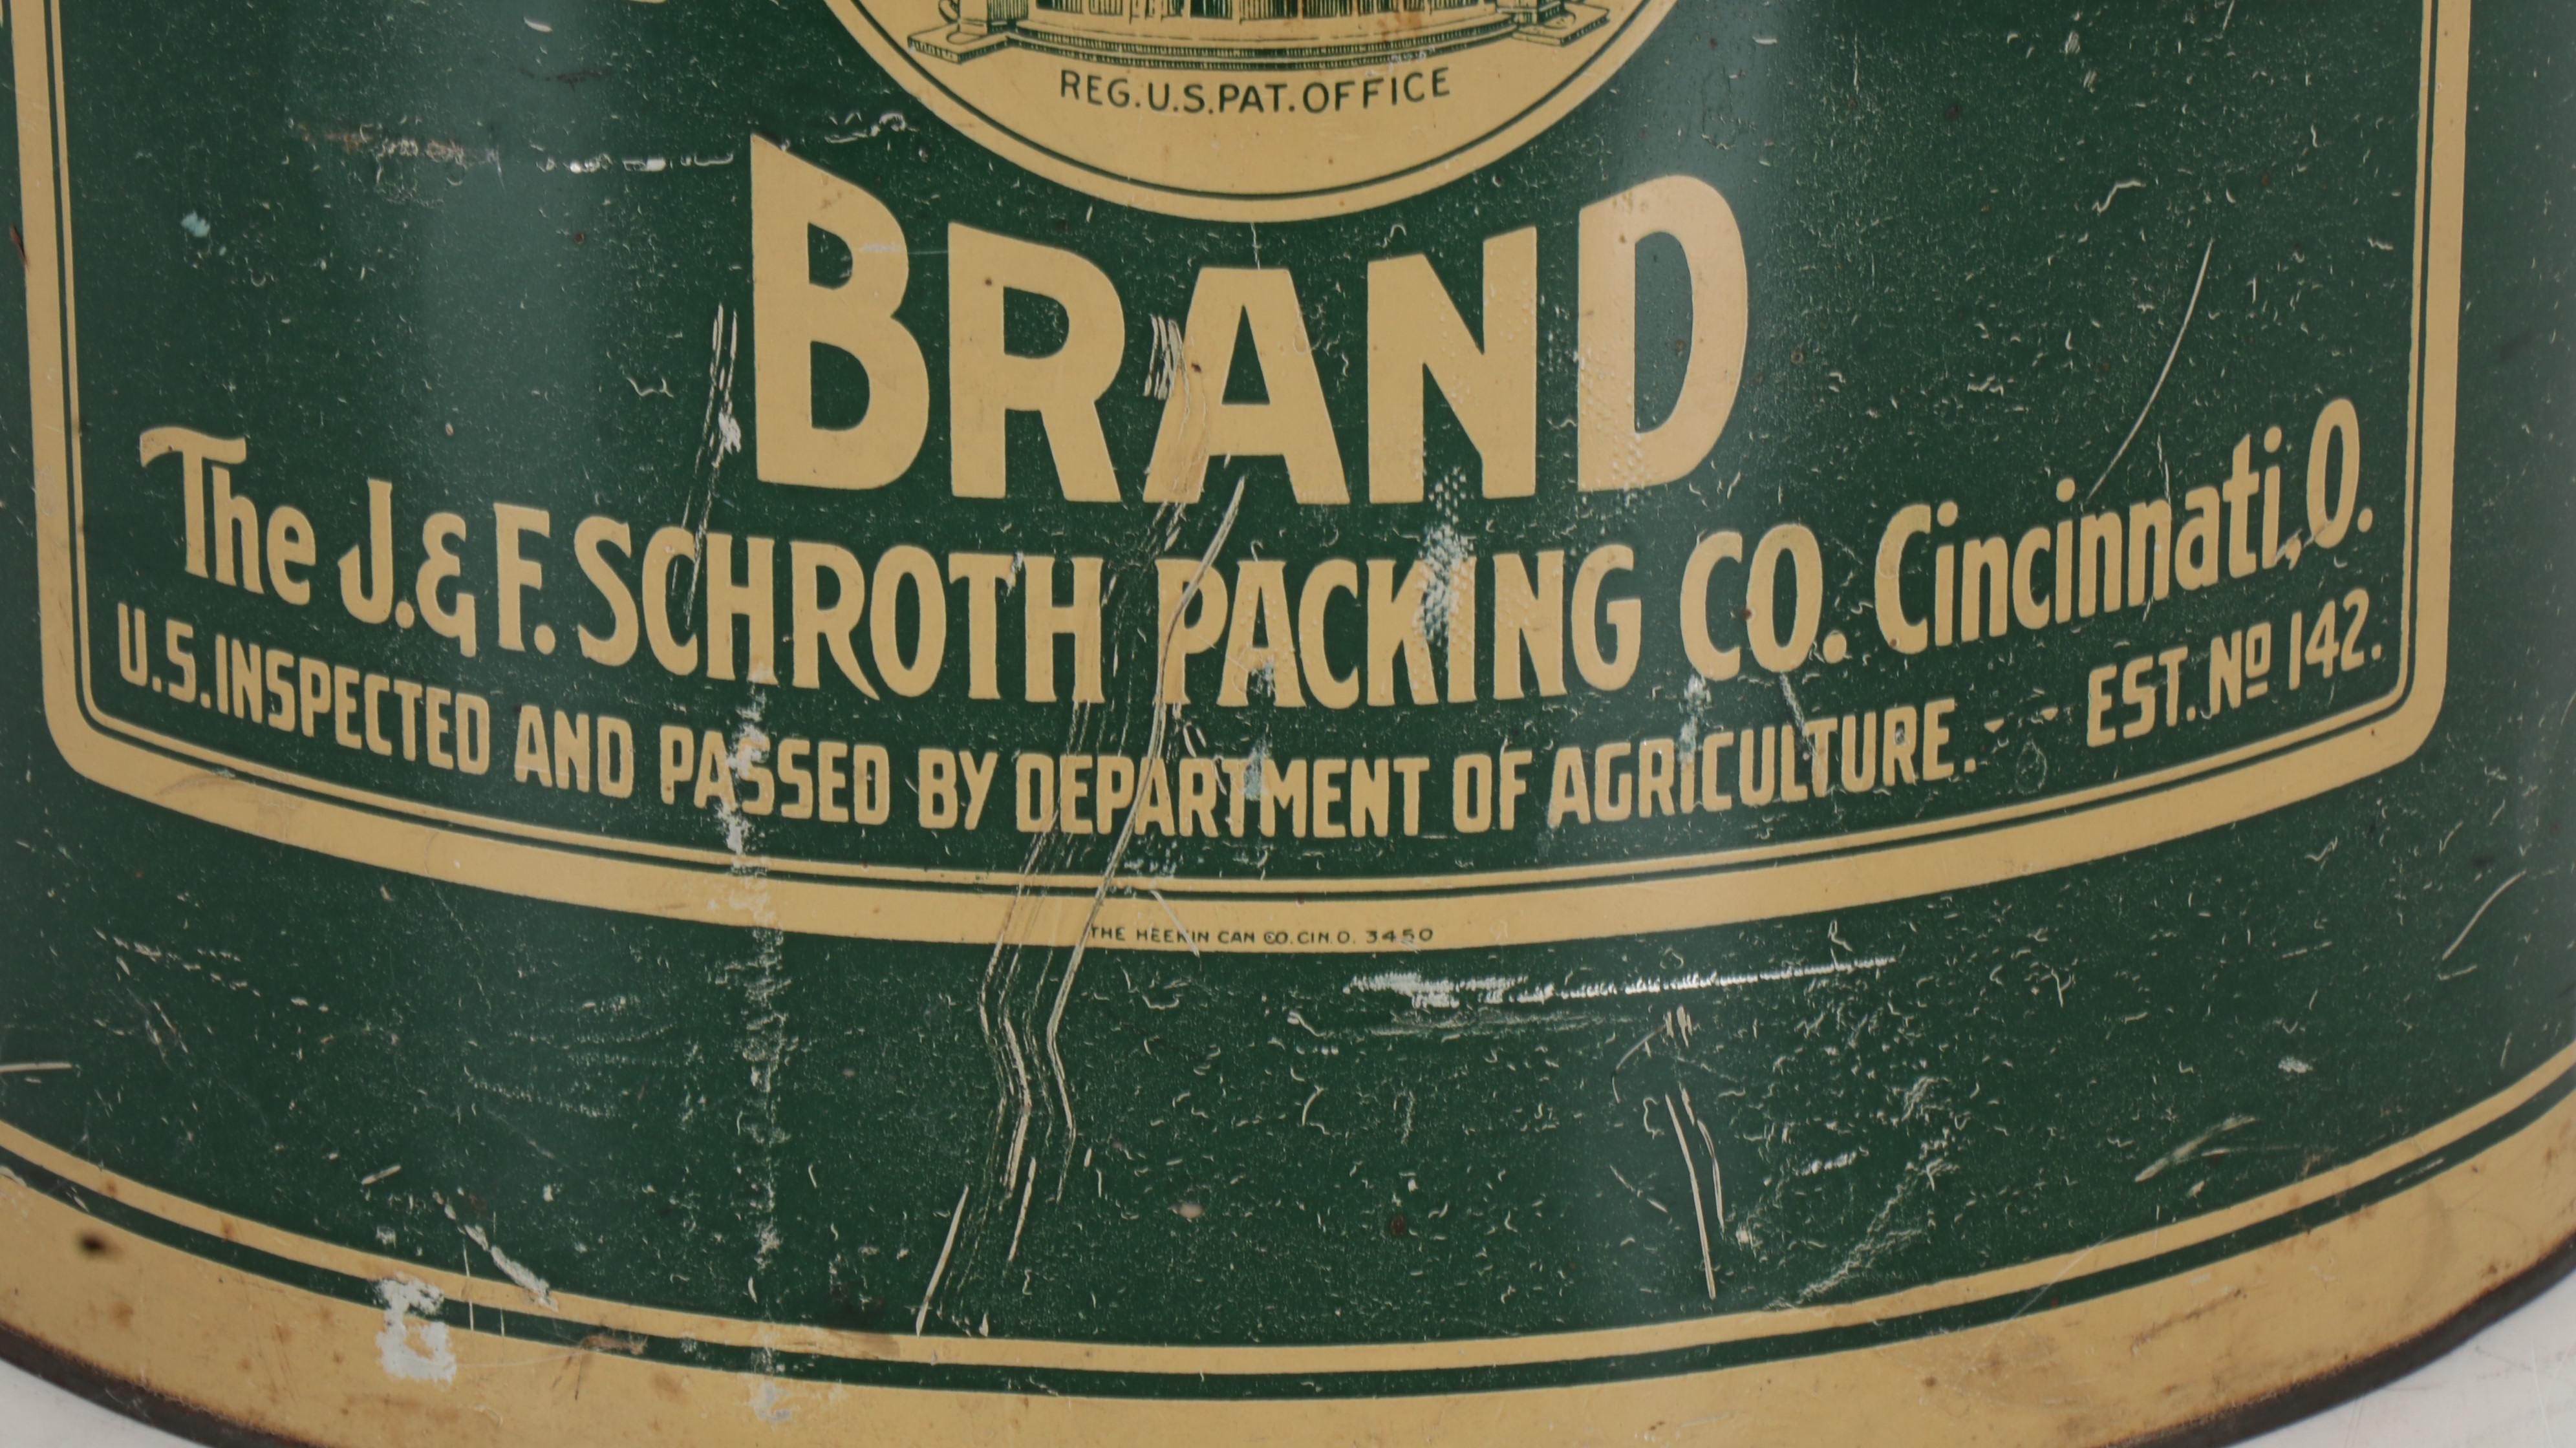 REG.U.S.PAT.OFFICE
BRAND
The J.& F. SCHROTH PACKING CO. Cincinnati, O.
U.S. INSPECTED AND PASSED BY DEPARTMENT OF AGRICULTURE. - - EST. Nº 142.
THE HEEKIN CAN CO. CIN. O. 3450